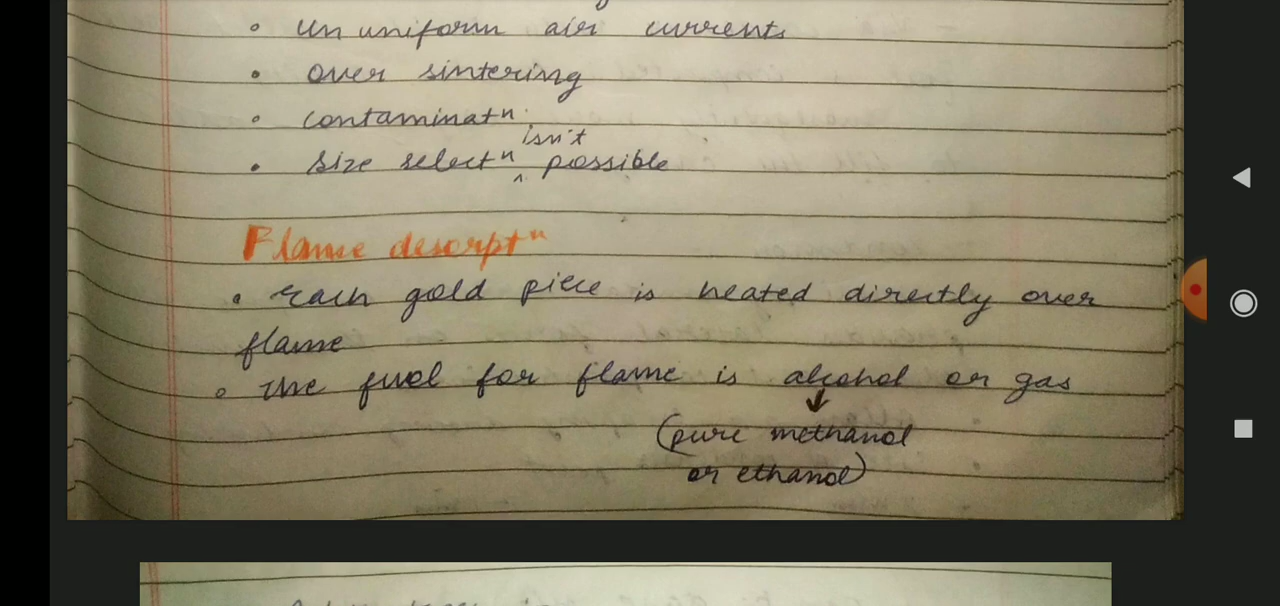 • Un uniform air currents
• over sintering
• contaminatⁿ
• Size selectⁿ isn't possible
Flame desorptⁿ
• Each gold piece is heated directly over
flame
• The fuel for flame is alcohol or gas
(pure methanol
or ethanol)